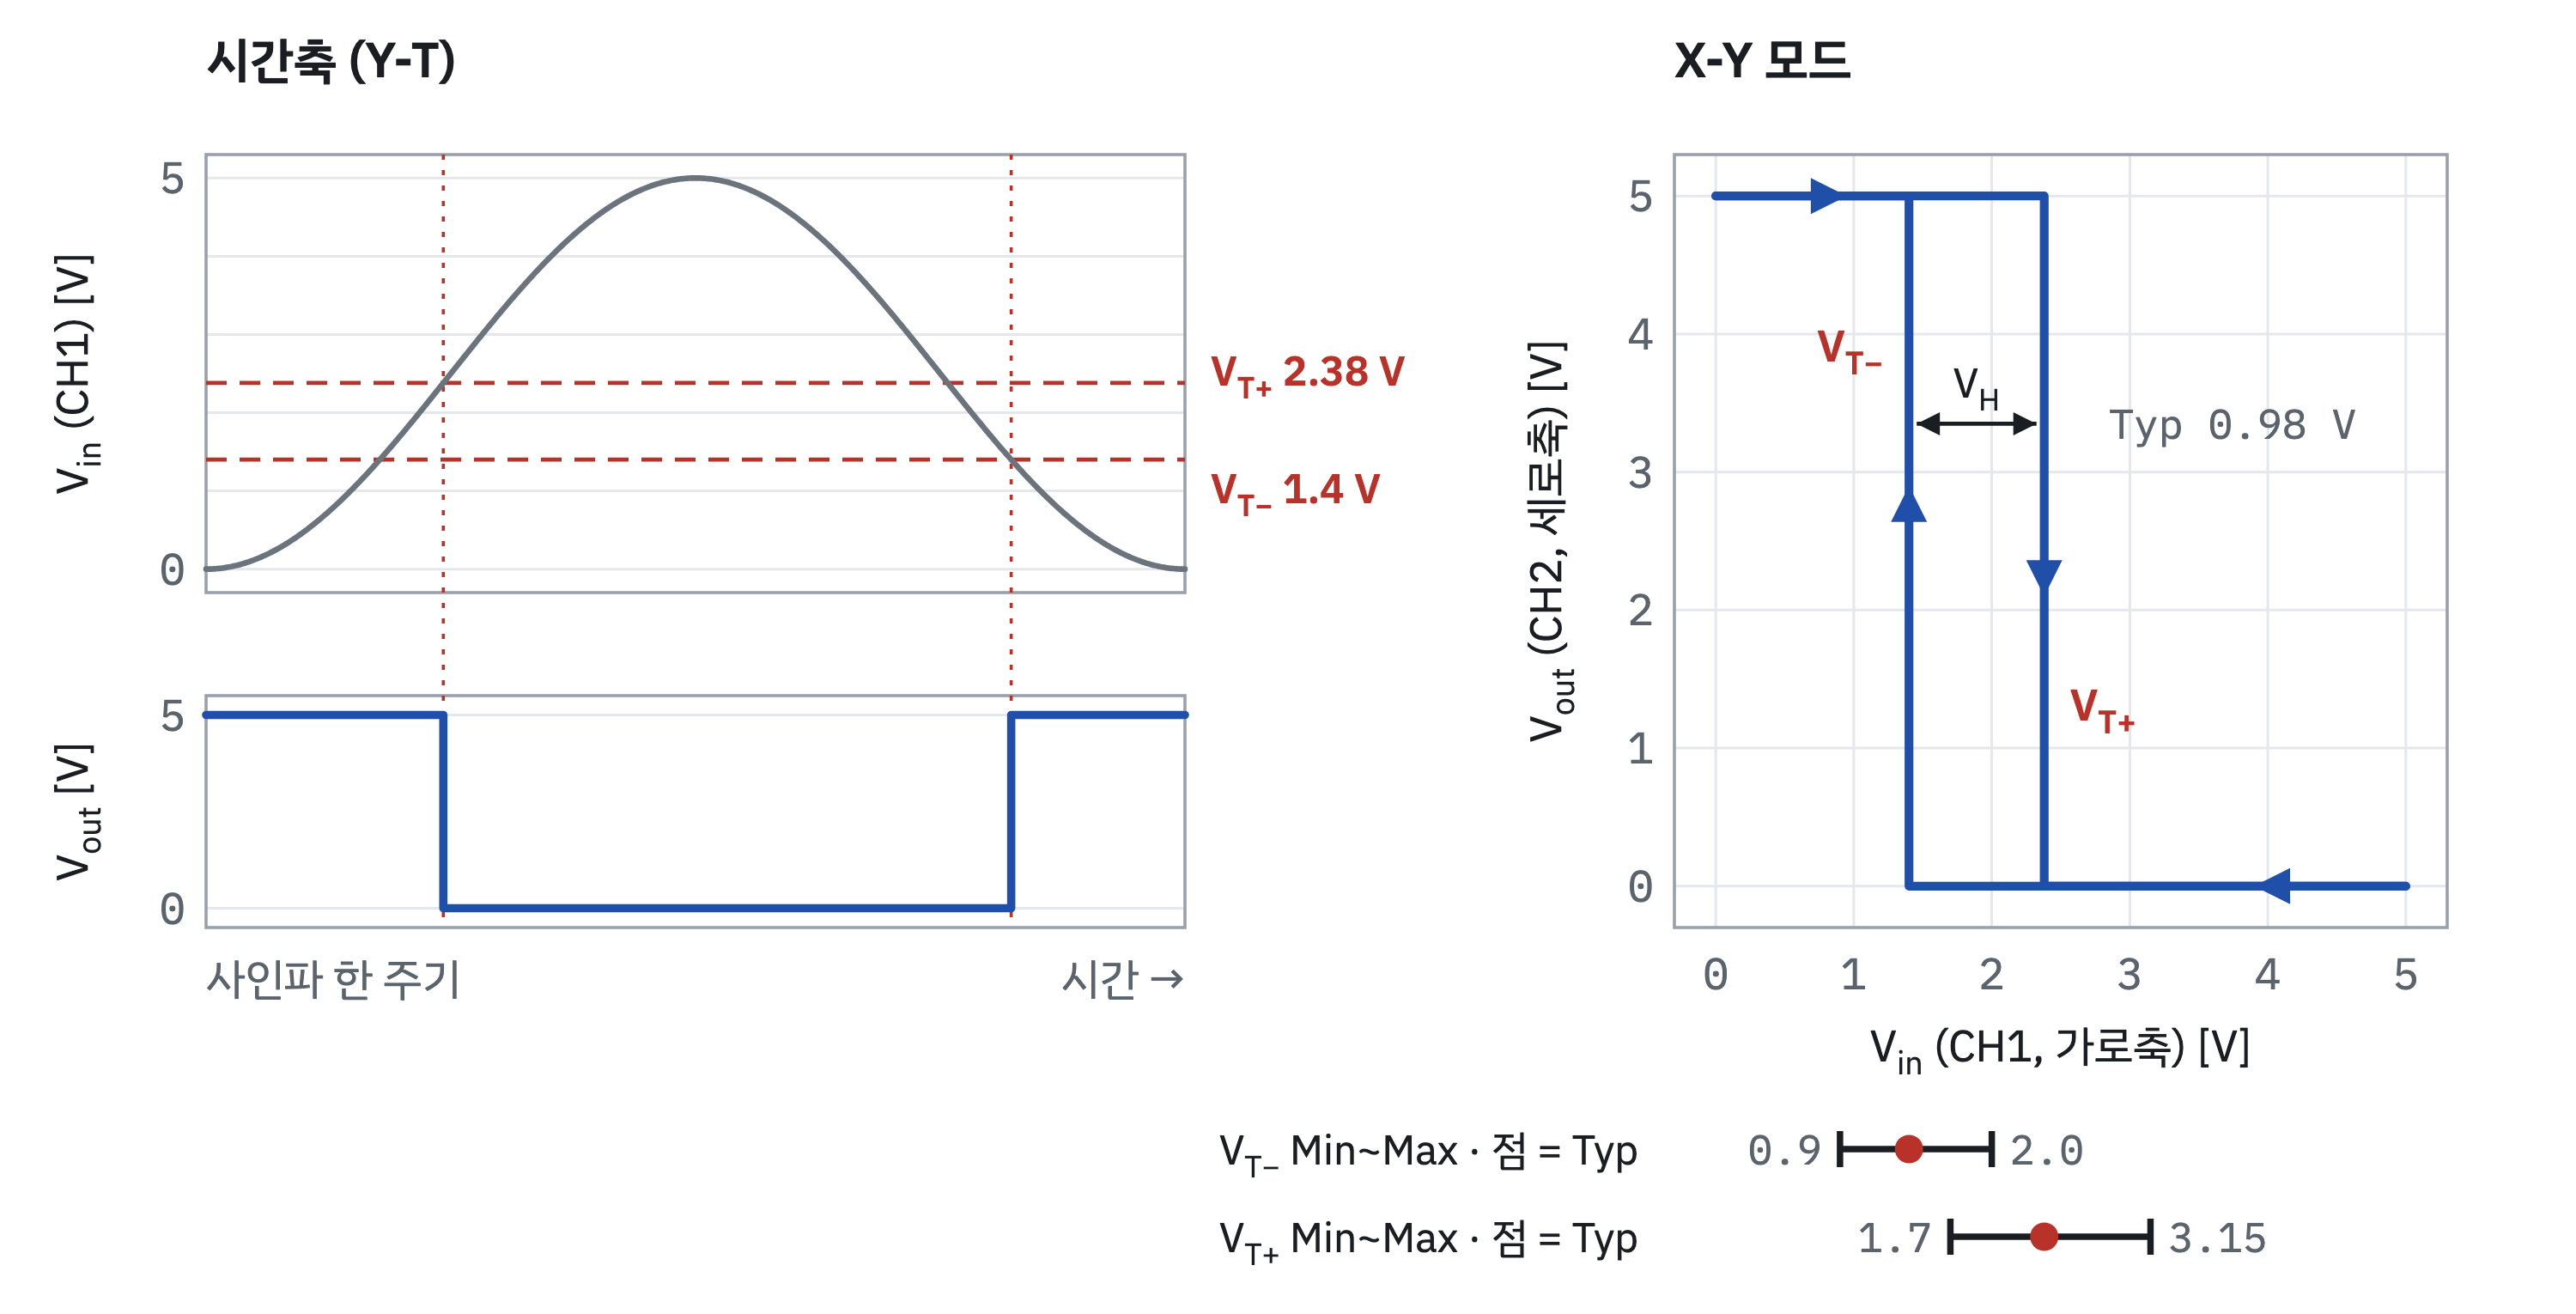 시간축 (Y-T)
5
0
Vin (CH1) [V]
VT+ 2.38 V
VT− 1.4 V
5
0
Vout [V]
사인파 한 주기
시간 →
X-Y 모드
5
4
3
2
1
0
Vout (CH2, 세로축) [V]
VT−
VH
Typ 0.98 V
VT+
0 1 2 3 4 5
Vin (CH1, 가로축) [V]
VT− Min~Max · 점 = Typ 0.9 2.0
VT+ Min~Max · 점 = Typ 1.7 3.15